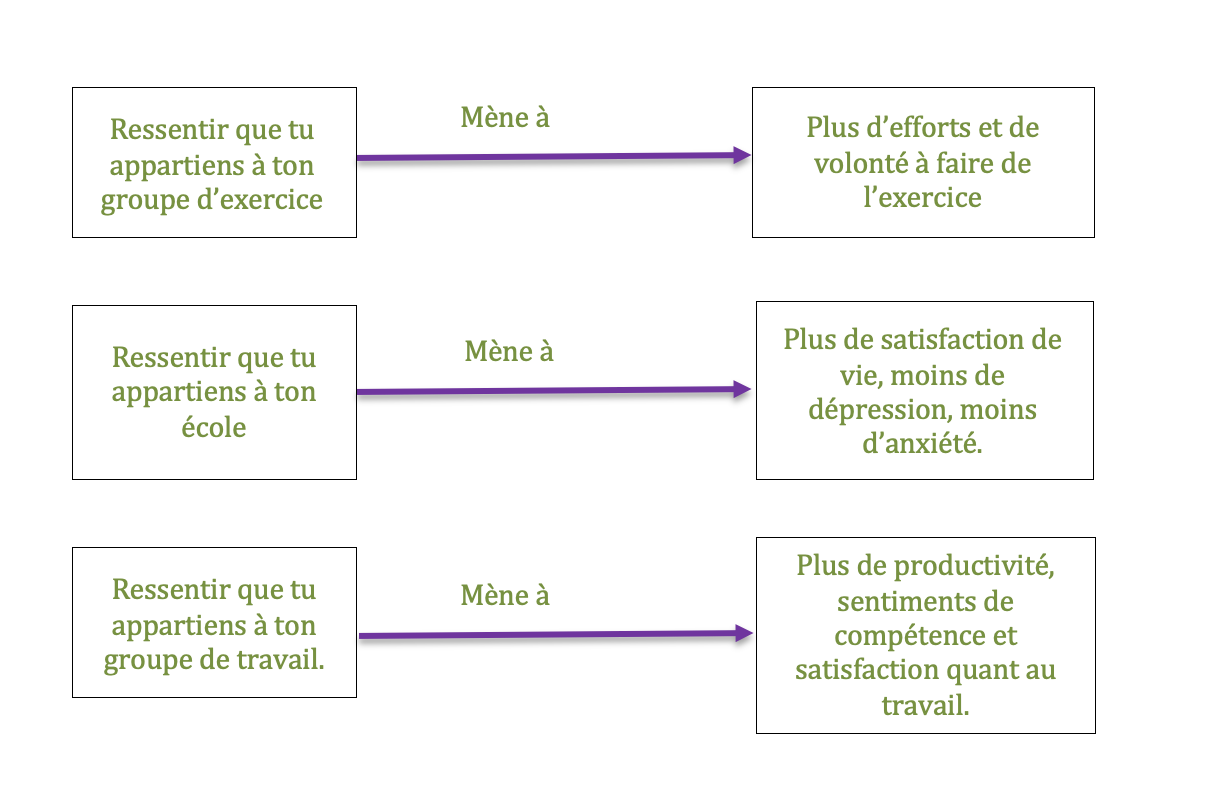 Ressentir que tu
appartiens à ton
groupe d’exercice
Mène à
Plus d’efforts et de
volonté à faire de
l’exercice
Ressentir que tu
appartiens à ton
école
Mène à
Plus de satisfaction de
vie, moins de
dépression, moins
d’anxiété.
Ressentir que tu
appartiens à ton
groupe de travail.
Mène à
Plus de productivité,
sentiments de
compétence et
satisfaction quant au
travail.